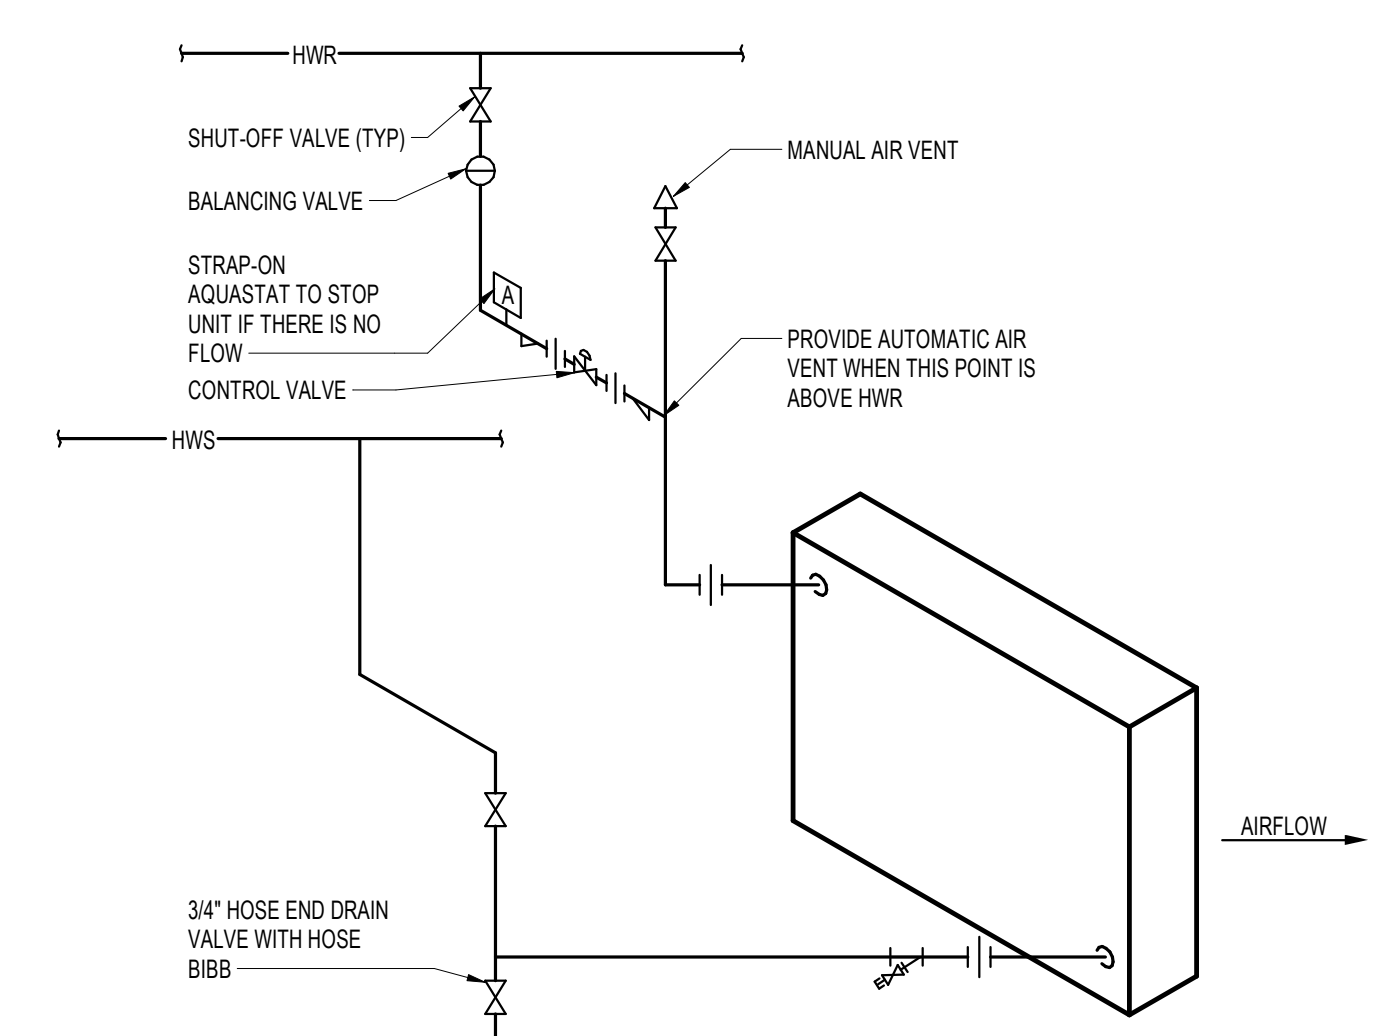 HWR
SHUT-OFF VALVE (TYP)
BALANCING VALVE
MANUAL AIR VENT
STRAP-ON
AQUASTAT TO STOP
UNIT IF THERE IS NO
FLOW
A
CONTROL VALVE
PROVIDE AUTOMATIC AIR
VENT WHEN THIS POINT IS
ABOVE HWR
HWS
AIRFLOW
3/4" HOSE END DRAIN
VALVE WITH HOSE
BIBB